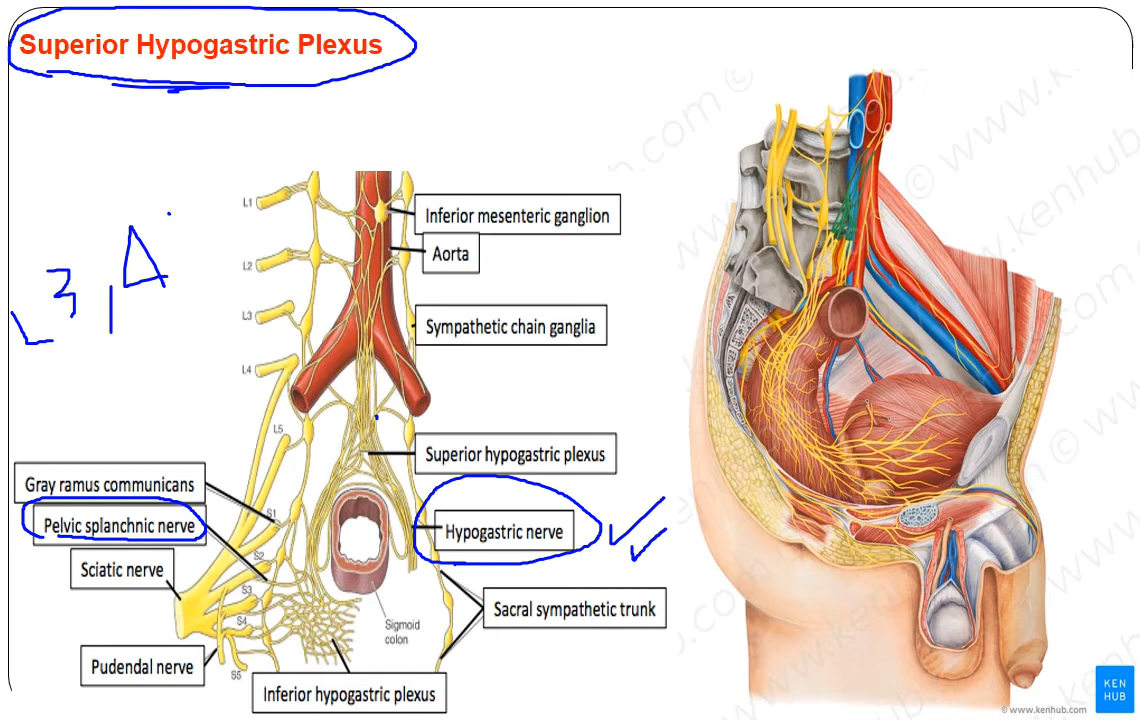 Superior Hypogastric Plexus
L3,4
L1
L2
L3
L4
L5
S1
S2
S3
S4
S5
Inferior mesenteric ganglion
Aorta
Sympathetic chain ganglia
Superior hypogastric plexus
Gray ramus communicans
Pelvic splanchnic nerve
Hypogastric nerve
Sciatic nerve
Sacral sympathetic trunk
Sigmoid
colon
Pudendal nerve
Inferior hypogastric plexus
KEN
HUB
© www.kenhub.com